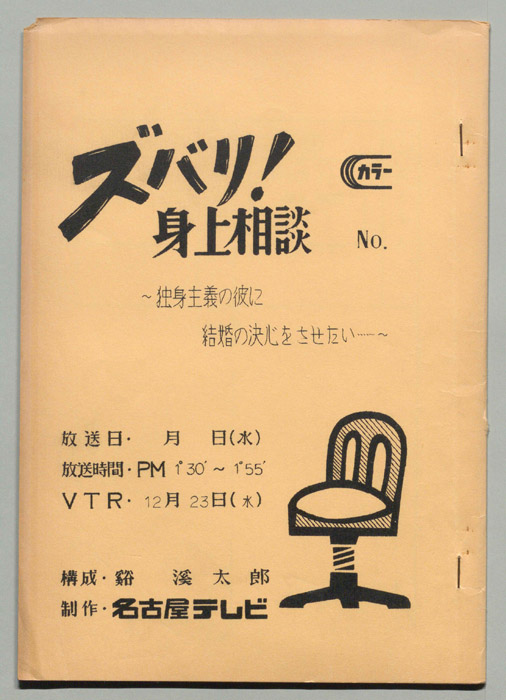 ズバリ!
カラー
身上相談
No.
~独身主義の彼に
結婚の決心をさせたい……~
放送日・ 月 日(水)
放送時間・PM 1°30′~1°55′
VTR・12月23日(水)
構成・谿 溪太郎
制作・名古屋テレビ